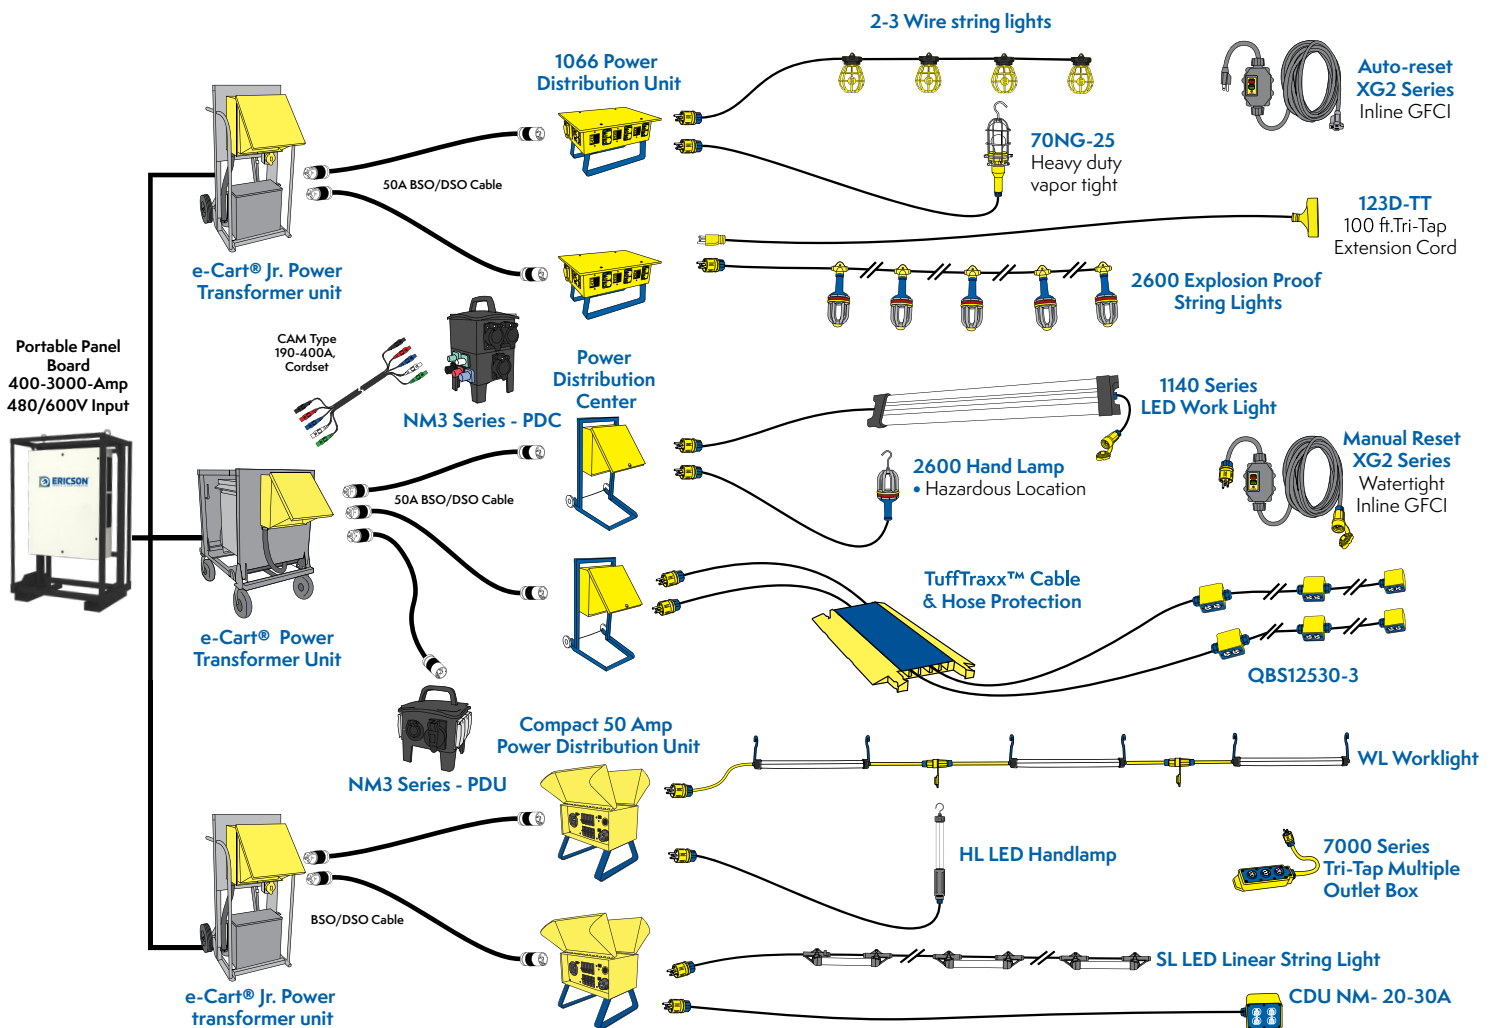 2-3 Wire string lights
1066 Power
Distribution Unit
Auto-reset
XG2 Series
Inline GFCI
70NG-25
Heavy duty
vapor tight
50A BSO/DSO Cable
123D-TT
100 ft.Tri-Tap
Extension Cord
e-Cart® Jr. Power
Transformer unit
2600 Explosion Proof
String Lights
Portable Panel
Board
400-3000-Amp
480/600V Input
CAM Type
190-400A,
Cordset
NM3 Series - PDC
Power
Distribution
Center
1140 Series
LED Work Light
2600 Hand Lamp
• Hazardous Location
Manual Reset
XG2 Series
Watertight
Inline GFCI
ERICSON
50A BSO/DSO Cable
TuffTraxx™ Cable
& Hose Protection
e-Cart® Power
Transformer Unit
QBS12530-3
NM3 Series - PDU
Compact 50 Amp
Power Distribution Unit
WL Worklight
HL LED Handlamp
7000 Series
Tri-Tap Multiple
Outlet Box
BSO/DSO Cable
SL LED Linear String Light
e-Cart® Jr. Power
transformer unit
CDU NM- 20-30A